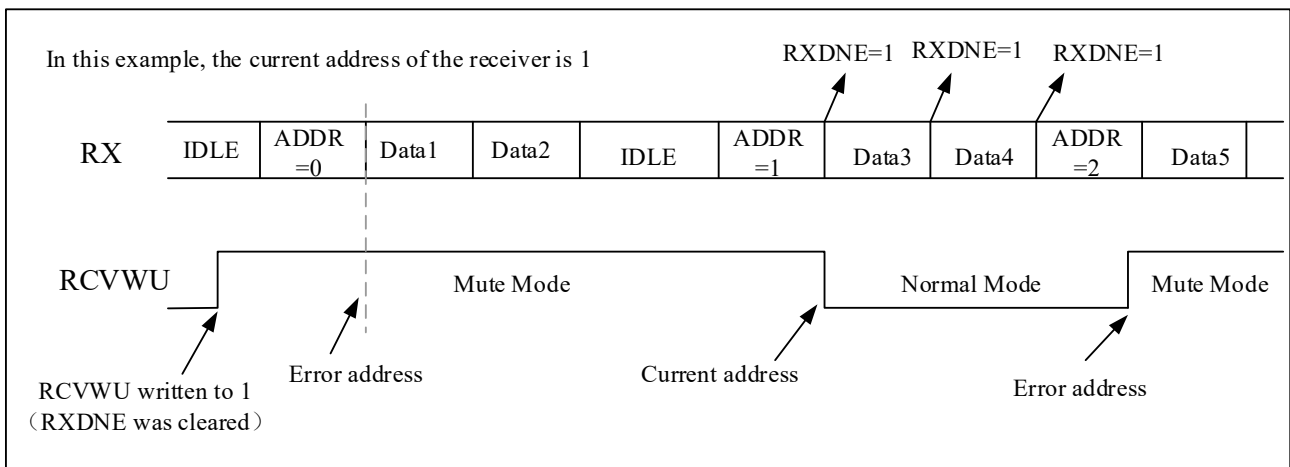 In this example, the current address of the receiver is 1
RXDNE=1 RXDNE=1 RXDNE=1
RX IDLE ADDR =0 Data1 Data2 IDLE ADDR =1 Data3 Data4 ADDR =2 Data5
RCVWU Mute Mode Normal Mode Mute Mode
Error address Current address Error address
RCVWU written to 1
（RXDNE was cleared）